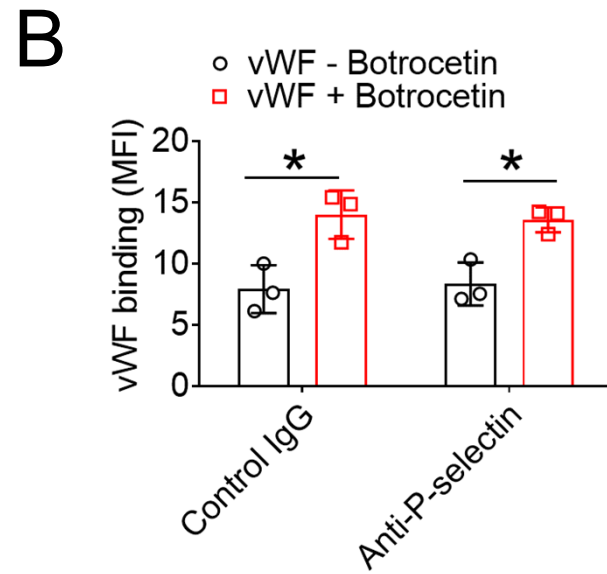 B
vWF - Botrocetin
vWF + Botrocetin
vWF binding (MFI)
20
15
10
5
0
*
*
Control IgG
Anti-P-selectin